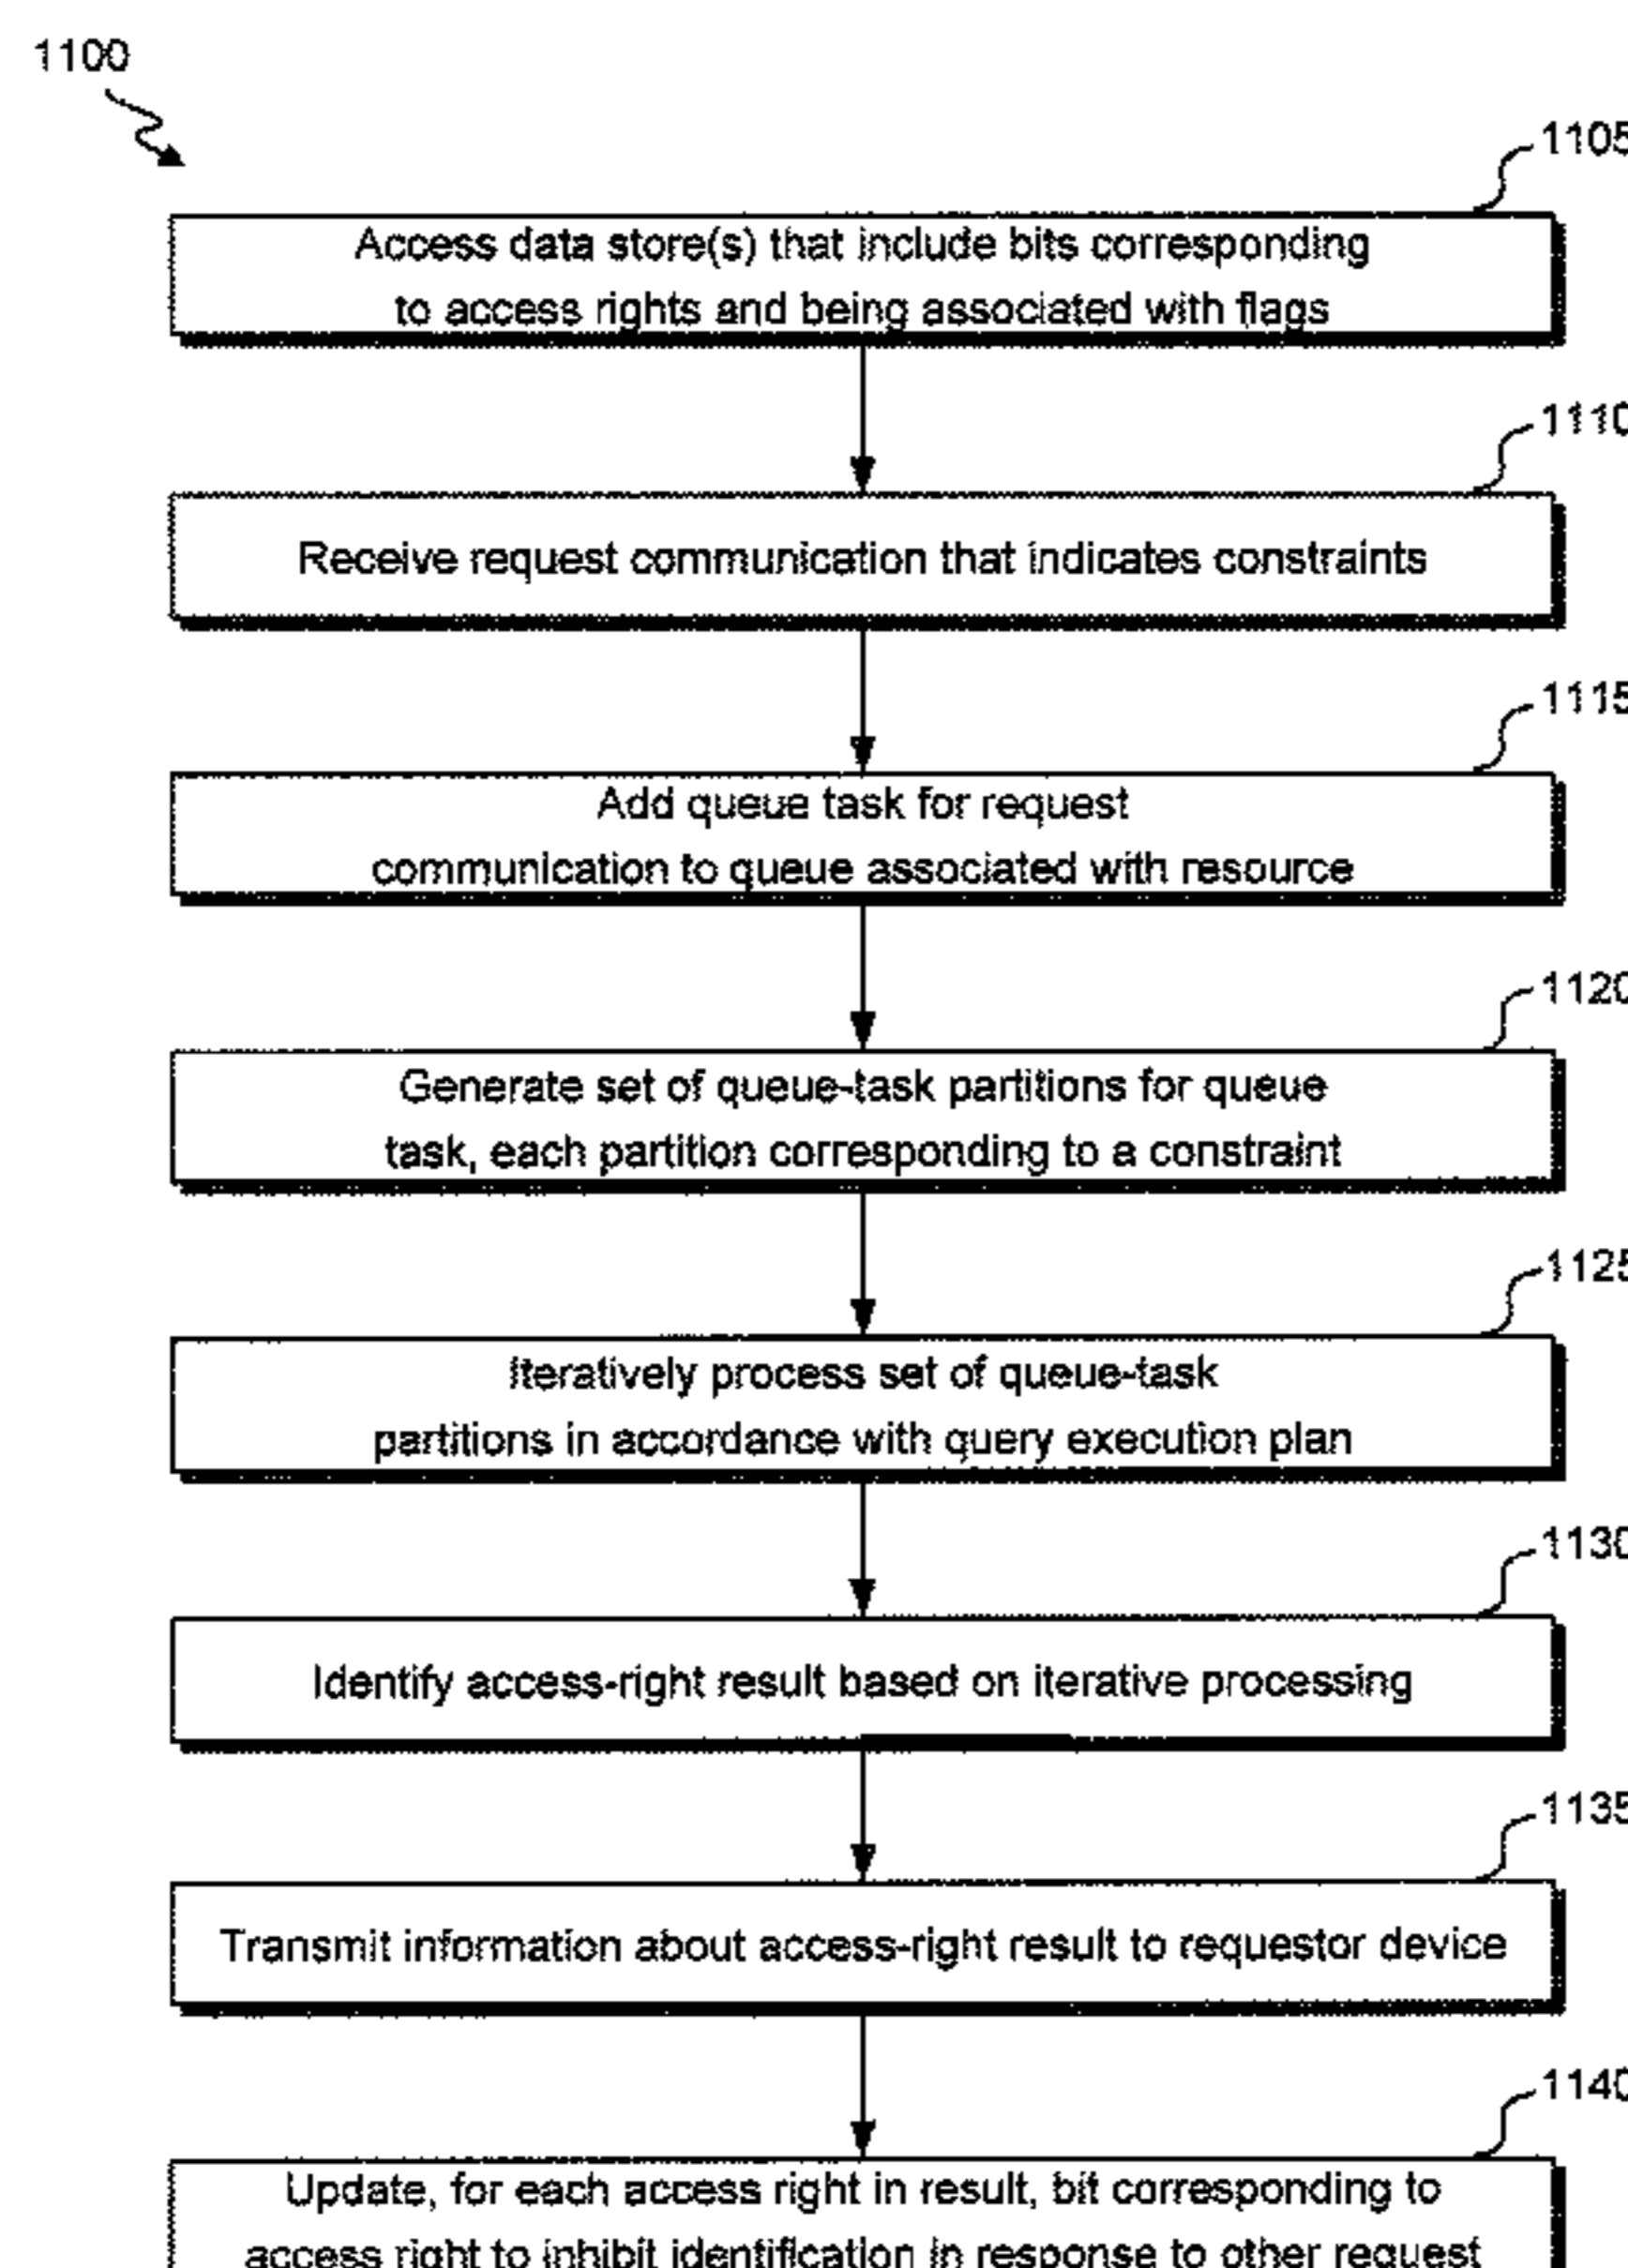 1100
1105
Access data store(s) that include bits corresponding
to access rights and being associated with flags
1110
Receive request communication that indicates constraints
1115
Add queue task for request
communication to queue associated with resource
1120
Generate set of queue-task partitions for queue
task, each partition corresponding to a constraint
1125
Iteratively process set of queue-task
partitions in accordance with query execution plan
1130
Identify access-right result based on iterative processing
1135
Transmit information about access-right result to requestor device
1140
Update, for each access right in result, bit corresponding to
access right to inhibit identification in response to other request